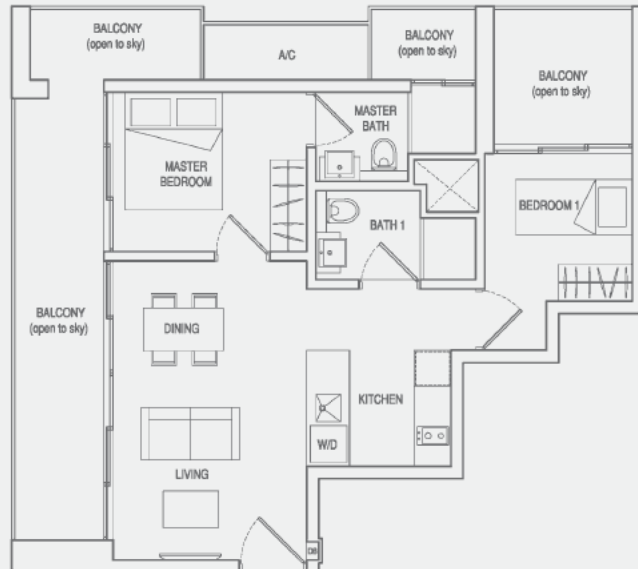 BALCONY
(open to sky)
A/C
BALCONY
(open to sky)
BALCONY
(open to sky)
MASTER
BATH
MASTER
BEDROOM
BEDROOM 1
BATH 1
BALCONY
(open to sky)
DINING
KITCHEN
W/D
LIVING
DB